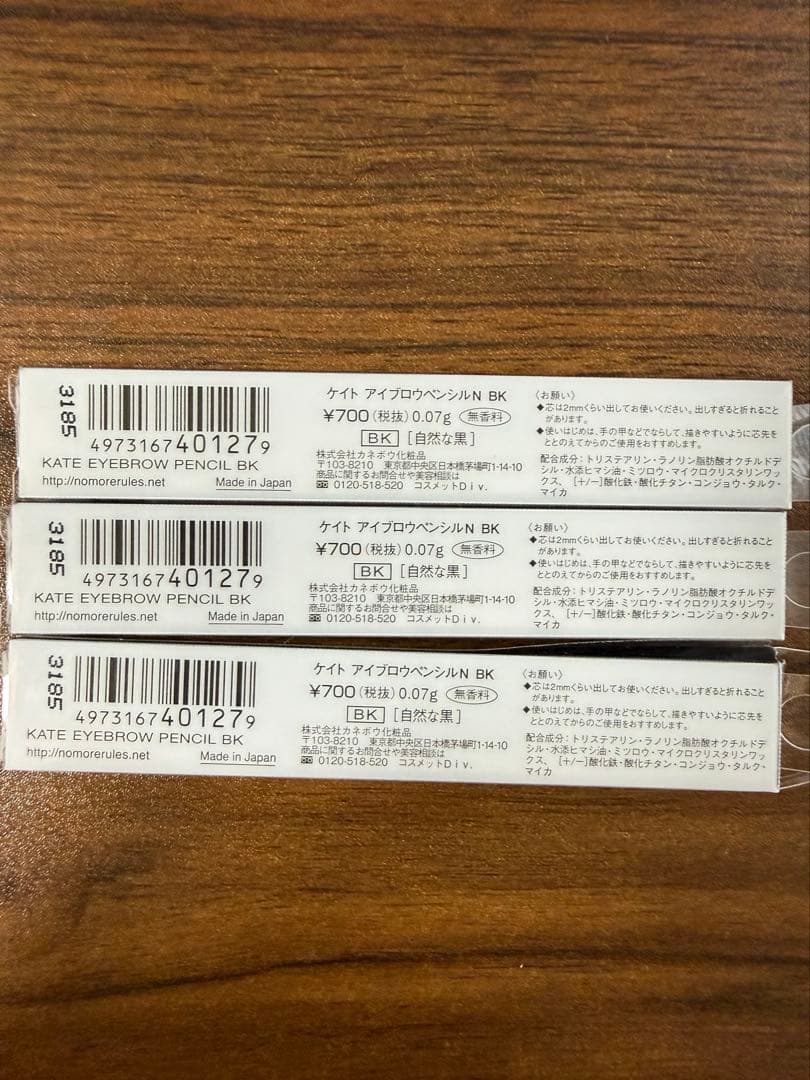 3185
4973167401279
KATE EYEBROW PENCIL BK
http://nomorerules.net Made in Japan
ケイト アイブロウペンシルN BK
¥700(税抜) 0.07g 無香料
BK [自然な黒]
株式会社カネボウ化粧品
〒103-8210 東京都中央区日本橋茅場町1-14-10
商品に関するお問合せや美容相談は
0120-518-520 コスメットDiv.
〈お願い〉
◆芯は2mmくらい出してお使いください。出しすぎると折れること
があります。
◆使いはじめは、手の甲などでならして、描きやすいように芯先を
ととのえてからのご使用をおすすめします。
配合成分:トリステアリン・ラノリン脂肪酸オクチルドデ
シル・水添ヒマシ油・ミツロウ・マイクロクリスタリンワッ
クス、[+/−]酸化鉄・酸化チタン・コンジョウ・タルク・
マイカ
3185
4973167401279
KATE EYEBROW PENCIL BK
http://nomorerules.net Made in Japan
ケイト アイブロウペンシルN BK
¥700(税抜) 0.07g 無香料
BK [自然な黒]
株式会社カネボウ化粧品
〒103-8210 東京都中央区日本橋茅場町1-14-10
商品に関するお問合せや美容相談は
0120-518-520 コスメットDiv.
〈お願い〉
◆芯は2mmくらい出してお使いください。出しすぎると折れること
があります。
◆使いはじめは、手の甲などでならして、描きやすいように芯先を
ととのえてからのご使用をおすすめします。
配合成分:トリステアリン・ラノリン脂肪酸オクチルドデ
シル・水添ヒマシ油・ミツロウ・マイクロクリスタリンワッ
クス、[+/−]酸化鉄・酸化チタン・コンジョウ・タルク・
マイカ
3185
4973167401279
KATE EYEBROW PENCIL BK
http://nomorerules.net Made in Japan
ケイト アイブロウペンシルN BK
¥700(税抜) 0.07g 無香料
BK [自然な黒]
株式会社カネボウ化粧品
〒103-8210 東京都中央区日本橋茅場町1-14-10
商品に関するお問合せや美容相談は
0120-518-520 コスメットDiv.
〈お願い〉
◆芯は2mmくらい出してお使いください。出しすぎると折れること
があります。
◆使いはじめは、手の甲などでならして、描きやすいように芯先を
ととのえてからのご使用をおすすめします。
配合成分:トリステアリン・ラノリン脂肪酸オクチルドデ
シル・水添ヒマシ油・ミツロウ・マイクロクリスタリンワッ
クス、[+/−]酸化鉄・酸化チタン・コンジョウ・タルク・
マイカ